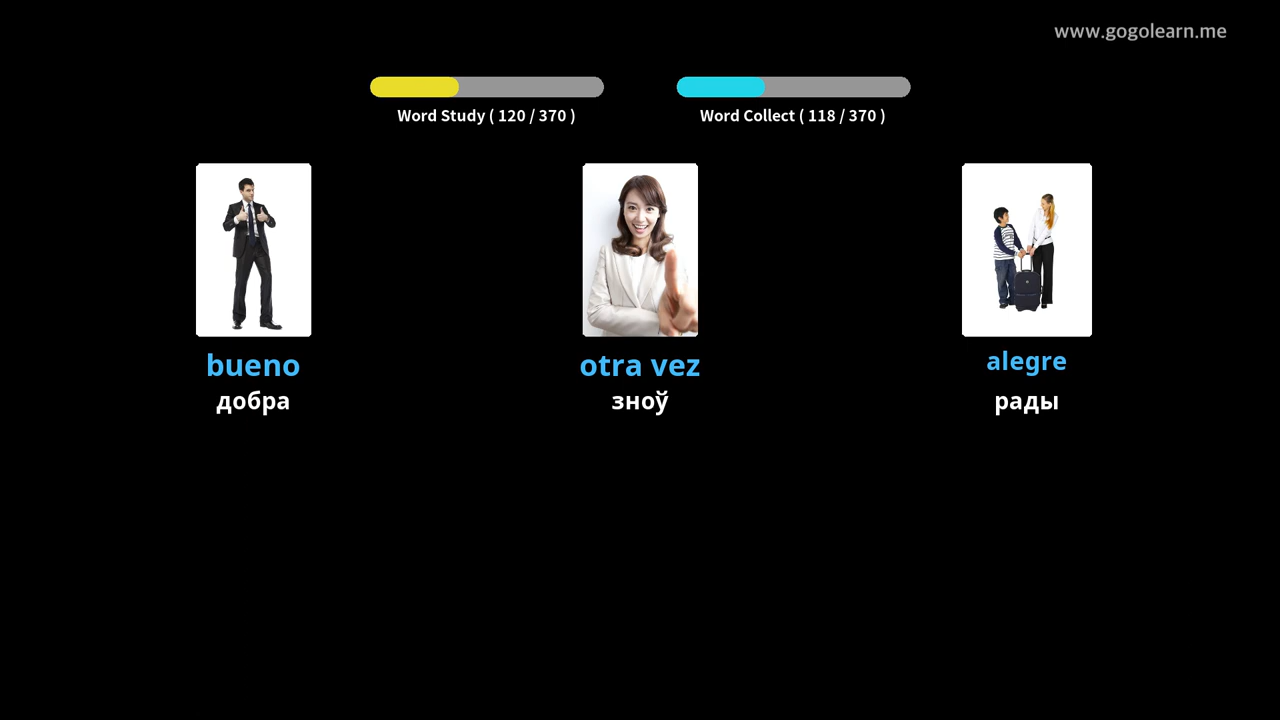 www.gogolearn.me
Word Study ( 120 / 370 )
Word Collect ( 118 / 370 )
bueno
добра
otra vez
зноў
alegre
рады